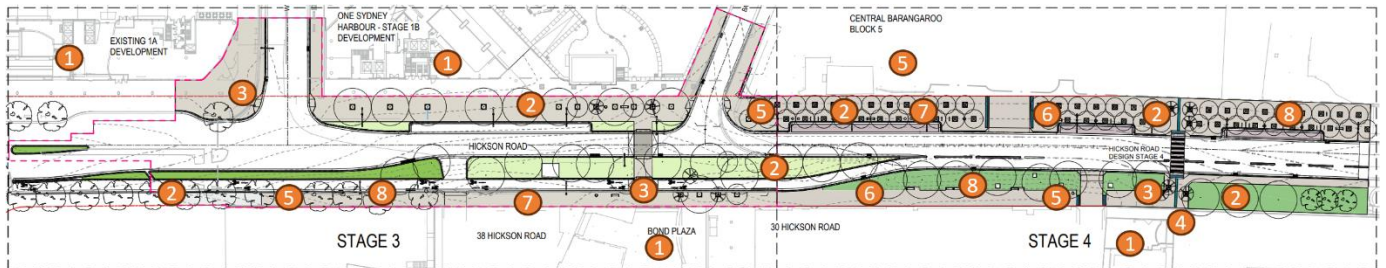 EXISTING 1A
DEVELOPMENT
1
3
ONE SYDNEY
HARBOUR - STAGE 1B
DEVELOPMENT
1
2
CENTRAL BARANGAROO
BLOCK 5
5
5
2
7
6
2
8
HICKSON ROAD
HICKSON ROAD
DESIGN STAGE 4
2
5
8
7
3
2
6
8
5
3
2
4
STAGE 3
38 HICKSON ROAD
BOND PLAZA
1
30 HICKSON ROAD
STAGE 4
1